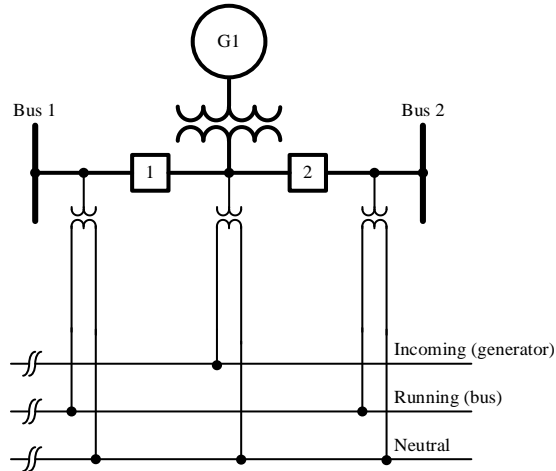 G1
Bus 1
Bus 2
1
2
Incoming (generator)
Running (bus)
Neutral